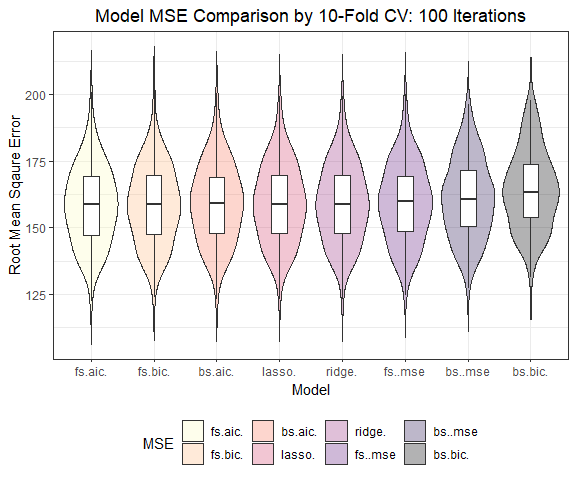 Model MSE Comparison by 10-Fold CV: 100 Iterations
Root Mean Sqaure Error
200
175
150
125
fs.aic. fs.bic. bs.aic. lasso. ridge. fs..mse bs..mse bs.bic.
Model
MSE
fs.aic. bs.aic. ridge. bs..mse
fs.bic. lasso. fs..mse bs.bic.